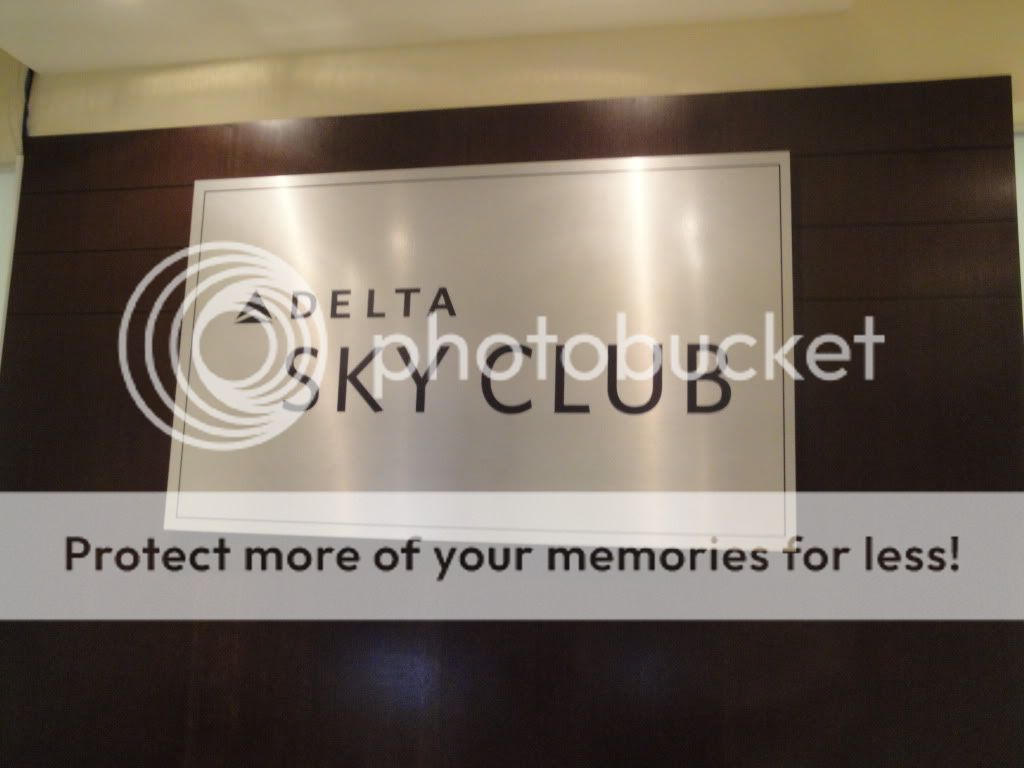 DELTA
SKY CLUB
photobucket
Protect more of your memories for less!